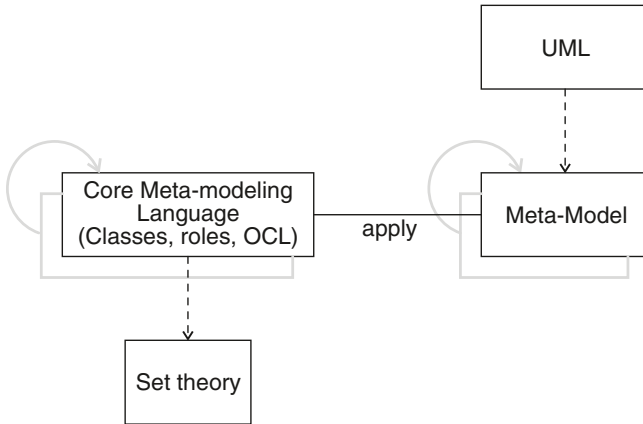 UML
Core Meta-modeling
Language
(Classes, roles, OCL)
apply
Meta-Model
Set theory